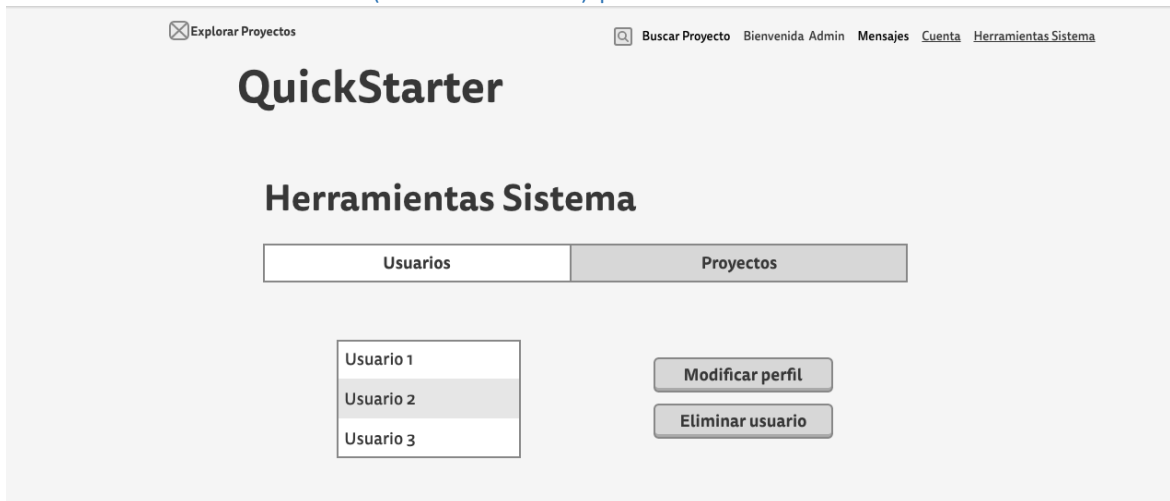 Explorar Proyectos
Buscar Proyecto Bienvenida Admin Mensajes Cuenta Herramientas Sistema
QuickStarter
Herramientas Sistema
Usuarios Proyectos
Usuario 1
Usuario 2
Usuario 3
Modificar perfil
Eliminar usuario